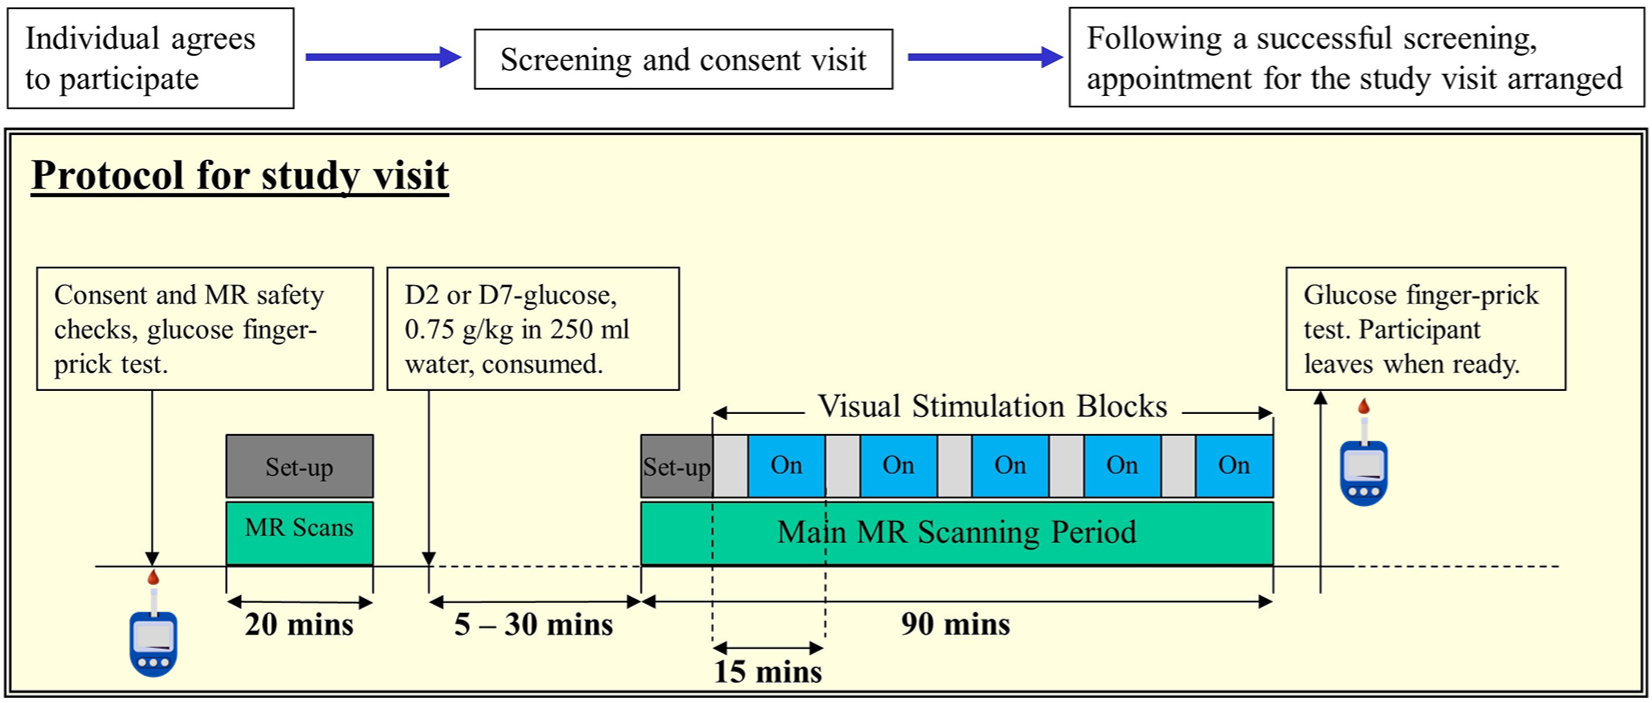 Individual agrees
to participate
Screening and consent visit
Following a successful screening,
appointment for the study visit arranged
Protocol for study visit
Consent and MR safety
checks, glucose finger-
prick test.
D2 or D7-glucose,
0.75 g/kg in 250 ml
water, consumed.
Glucose finger-prick
test. Participant
leaves when ready.
Visual Stimulation Blocks
Set-up
Set-up
On
On
On
On
On
MR Scans
Main MR Scanning Period
20 mins
5 – 30 mins
90 mins
15 mins